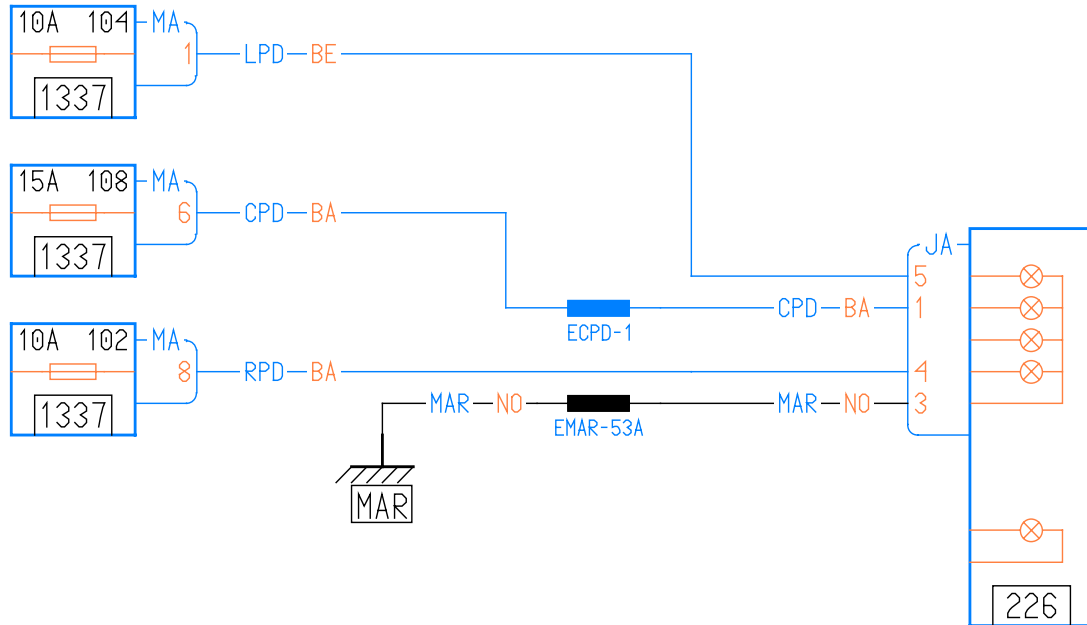 10A 104 MA
1 LPD BE
1337
15A 108 MA
6 CPD BA
1337
JA
5
ECPD-1 CPD BA 1
10A 102 MA
8 RPD BA 4
1337
MAR NO MAR NO 3
EMAR-53A
MAR
226